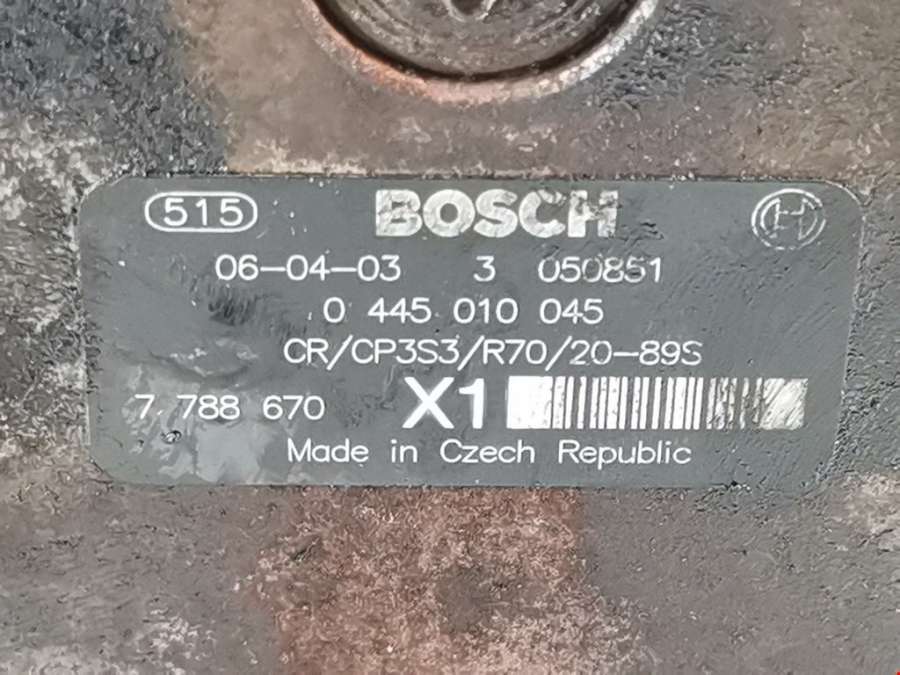 515 BOSCH
06-04-03 3 050851
0 445 010 045
CR/CP3S3/R70/20-89S
7 788 670 X1
Made in Czech Republic